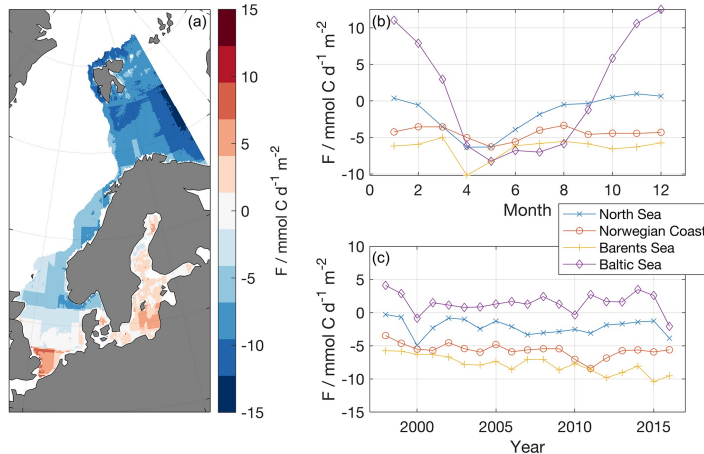 (a)
15
10
5
0
-5
-10
-15
F / mmol C d-1 m-2
(b)
10
5
0
-5
-10
F / mmol C d-1 m-2
0 2 4 6 8 10 12
Month
North Sea
Norwegian Coast
Barents Sea
Baltic Sea
(c)
10
5
0
-5
-10
-15
F / mmol C d-1 m-2
2000 2005 2010 2015
Year